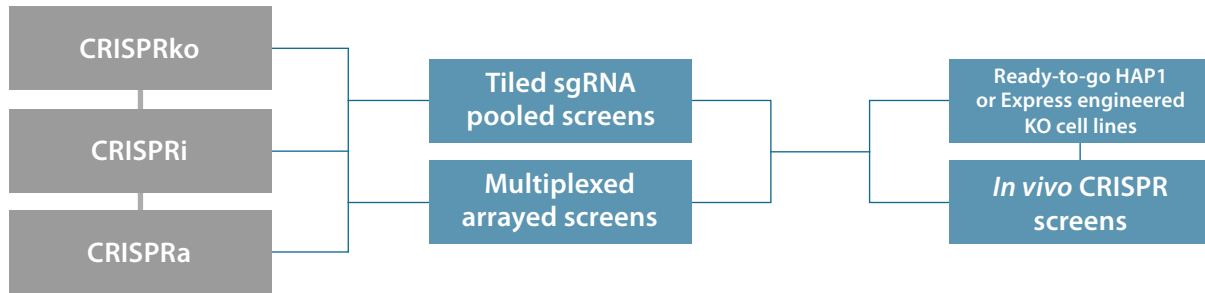 CRISPRko
CRISPRi
CRISPRa
Tiled sgRNA
pooled screens
Multiplexed
arrayed screens
Ready-to-go HAP1
or Express engineered
KO cell lines
In vivo CRISPR
screens